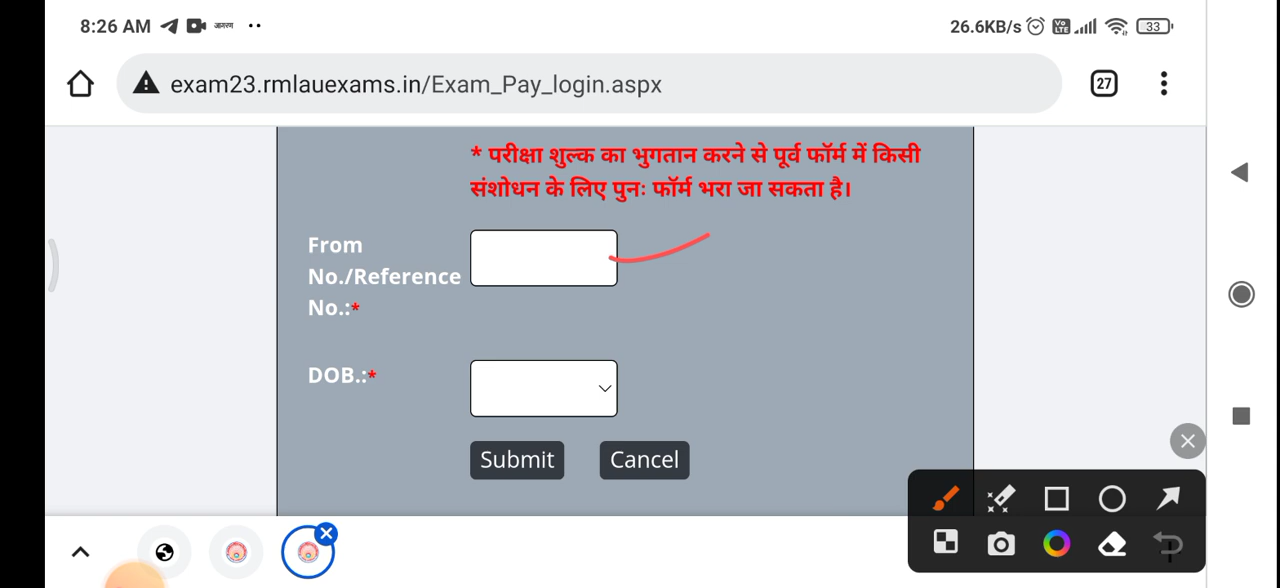 8:26 AM
26.6KB/s
33
exam23.rmlauexams.in/Exam_Pay_login.aspx
27
* परीक्षा शुल्क का भुगतान करने से पूर्व फॉर्म में किसी
संशोधन के लिए पुनः फॉर्म भरा जा सकता है।
From
No./Reference
No.:*
DOB.:*
Submit
Cancel